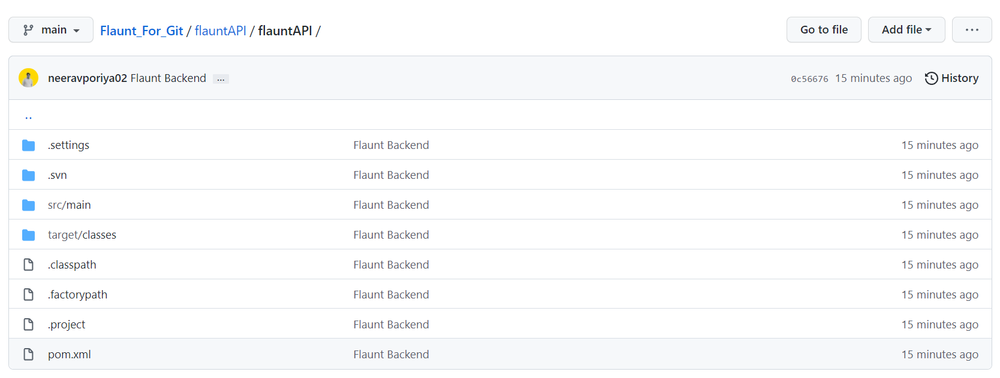 main Flaunt_For_Git / flauntAPI / flauntAPI / Go to file Add file ...
neeravporiya02 Flaunt Backend ... 0c56676 15 minutes ago History
..
.settings Flaunt Backend 15 minutes ago
.svn Flaunt Backend 15 minutes ago
src/main Flaunt Backend 15 minutes ago
target/classes Flaunt Backend 15 minutes ago
.classpath Flaunt Backend 15 minutes ago
.factorypath Flaunt Backend 15 minutes ago
.project Flaunt Backend 15 minutes ago
pom.xml Flaunt Backend 15 minutes ago